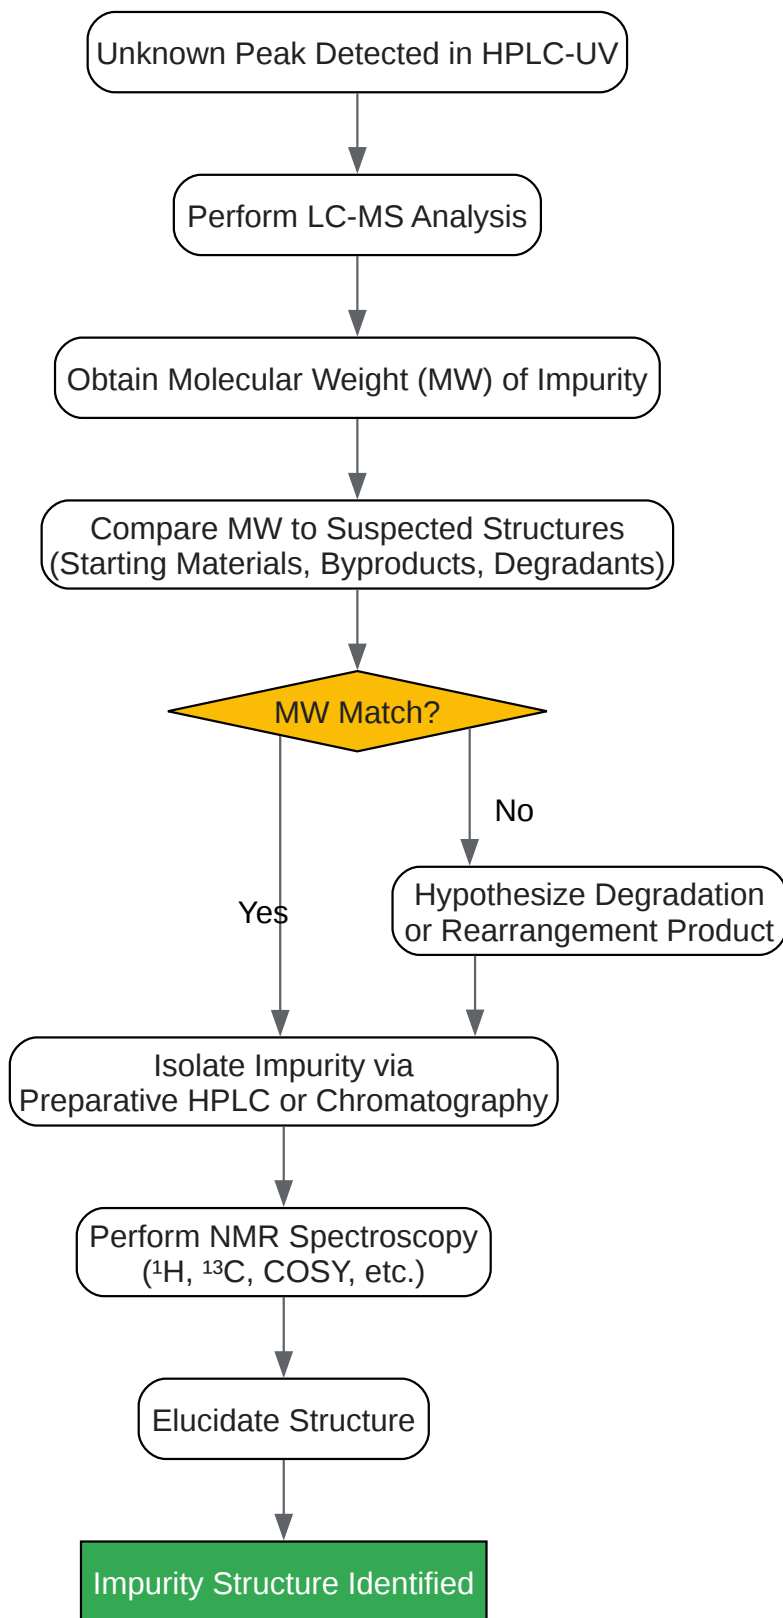 Unknown Peak Detected in HPLC-UV
Perform LC-MS Analysis
Obtain Molecular Weight (MW) of Impurity
Compare MW to Suspected Structures
(Starting Materials, Byproducts, Degradants)
MW Match?
No
Hypothesize Degradation
or Rearrangement Product
Yes
Isolate Impurity via
Preparative HPLC or Chromatography
Perform NMR Spectroscopy
(¹H, ¹³C, COSY, etc.)
Elucidate Structure
Impurity Structure Identified